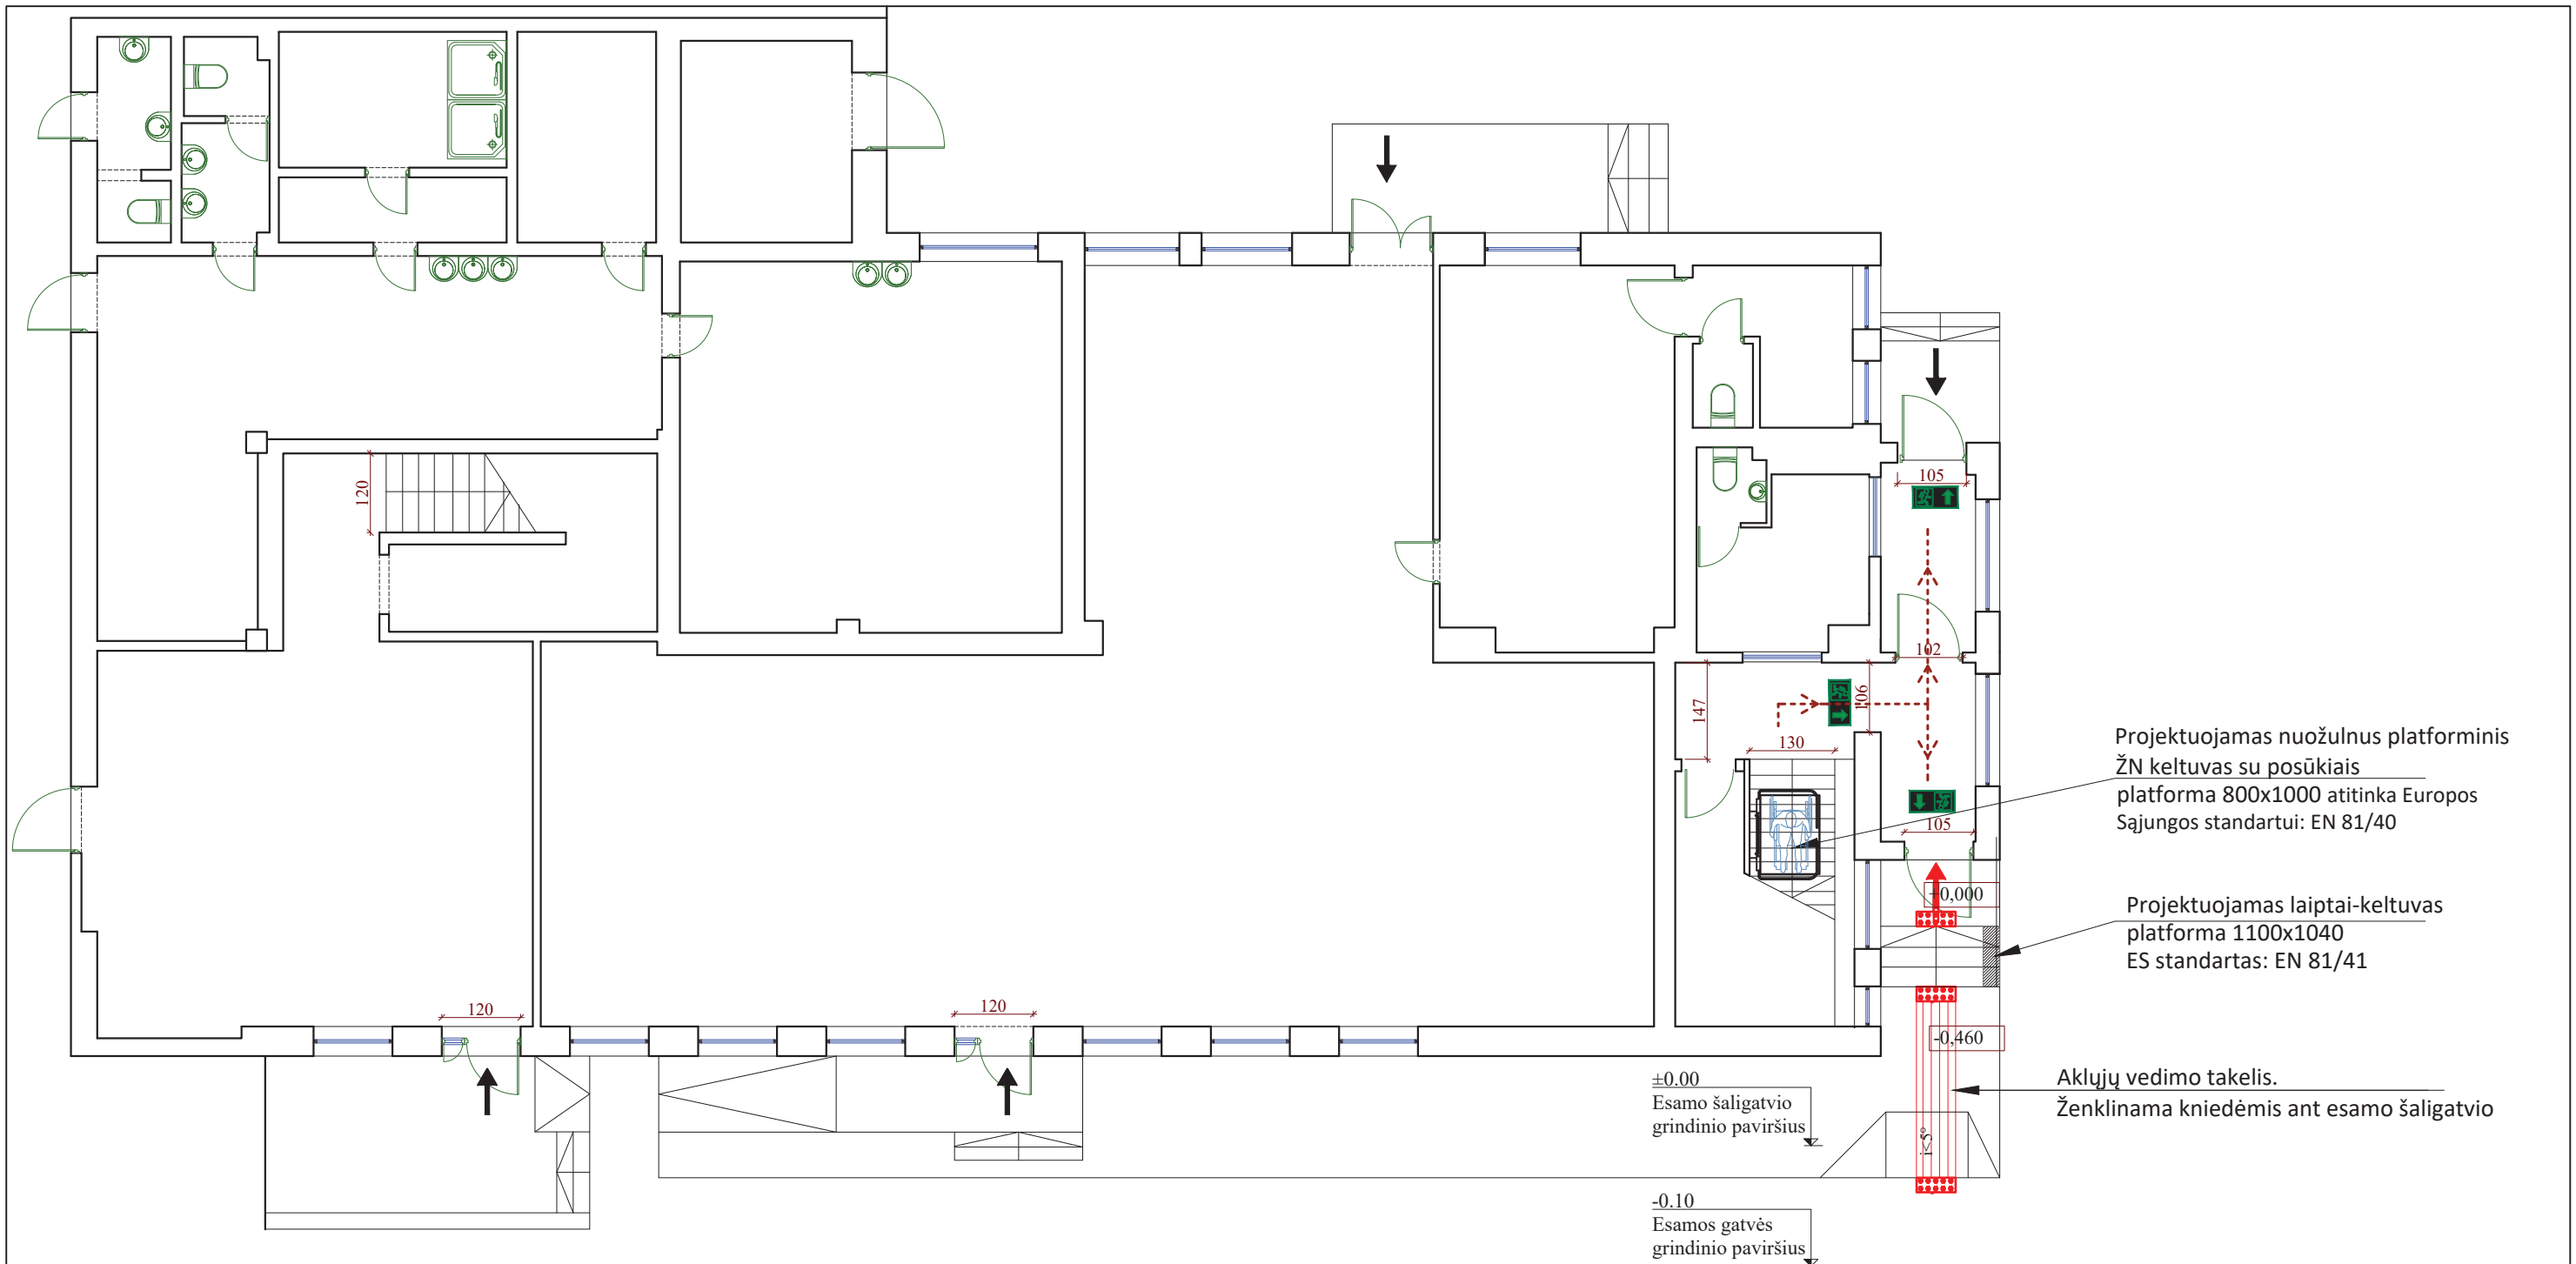 120
105
102
106
147
130
Projektuojamas nuožulnus platforminis
ŽN keltuvas su posūkiais
platforma 800x1000 atitinka Europos
Sąjungos standartui: EN 81/40
105
±0,000
Projektuojamas laiptai-keltuvas
platforma 1100x1040
ES standartas: EN 81/41
120
120
-0,460
±0.00
Esamo šaligatvio
grindinio paviršius
Aklųjų vedimo takelis.
Ženklinama kniedėmis ant esamo šaligatvio
i<5°
-0.10
Esamos gatvės
grindinio paviršius